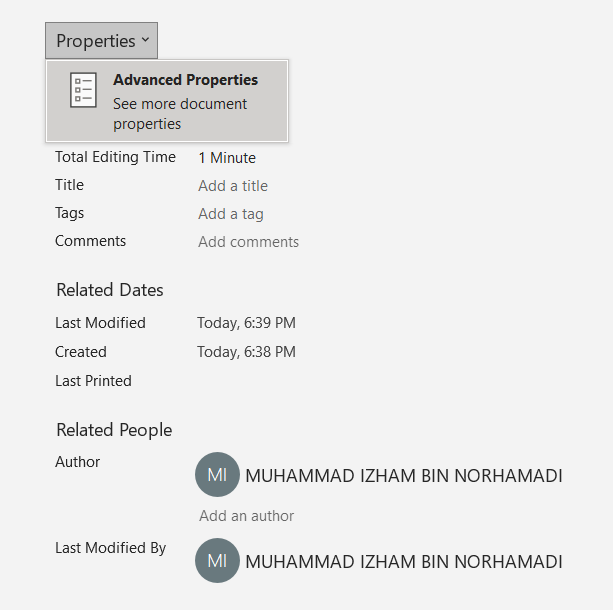 Properties
Advanced Properties
See more document
properties
Total Editing Time 1 Minute
Title Add a title
Tags Add a tag
Comments Add comments
Related Dates
Last Modified Today, 6:39 PM
Created Today, 6:38 PM
Last Printed
Related People
Author
MI MUHAMMAD IZHAM BIN NORHAMADI
Add an author
Last Modified By
MI MUHAMMAD IZHAM BIN NORHAMADI